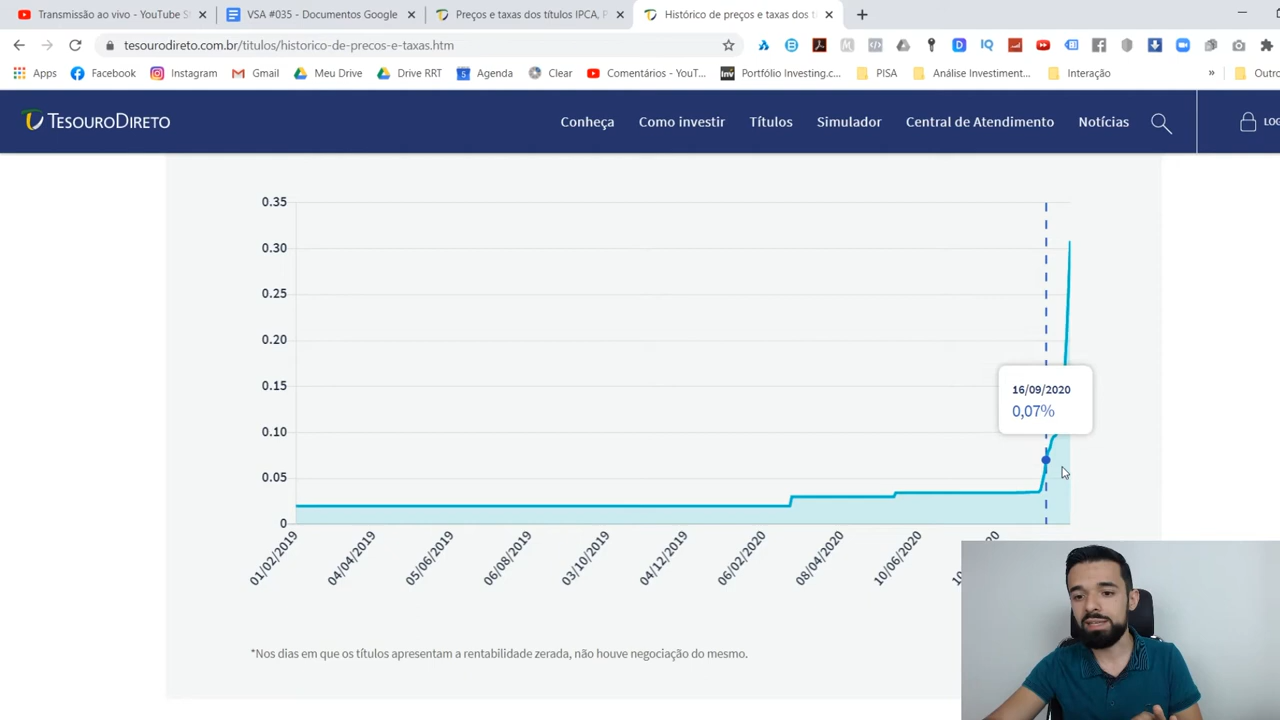 Transmissão ao vivo - YouTube S
VSA #035 - Documentos Google
Preços e taxas dos títulos IPCA, P
Histórico de preços e taxas dos t
tesourodireto.com.br/titulos/historico-de-precos-e-taxas.htm
Apps
Facebook
Instagram
Gmail
Meu Drive
Drive RRT
Agenda
Clear
Comentários - YouT...
Portfólio Investing.c...
PISA
Análise Investiment...
Interação
»
Outro
TESOURODIRETO
Conheça
Como investir
Títulos
Simulador
Central de Atendimento
Notícias
LOG
0.35
0.30
0.25
0.20
0.15
0.10
0.05
0
16/09/2020
0,07%
01/02/2019
04/04/2019
05/06/2019
06/08/2019
03/10/2019
04/12/2019
06/02/2020
08/04/2020
10/06/2020
*Nos dias em que os títulos apresentam a rentabilidade zerada, não houve negociação do mesmo.